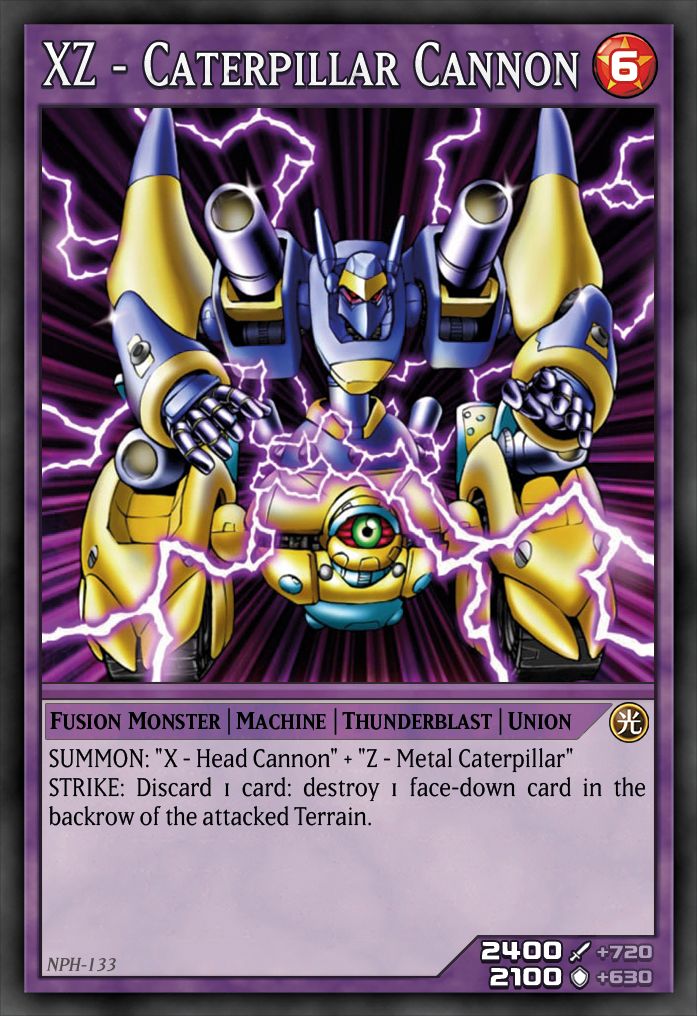 XZ - CATERPILLAR CANNON 6
FUSION MONSTER | MACHINE | THUNDERBLAST | UNION 光
SUMMON: "X - Head Cannon" + "Z - Metal Caterpillar"
STRIKE: Discard 1 card: destroy 1 face-down card in the
backrow of the attacked Terrain.
2400 +720
NPH-133 2100 +630